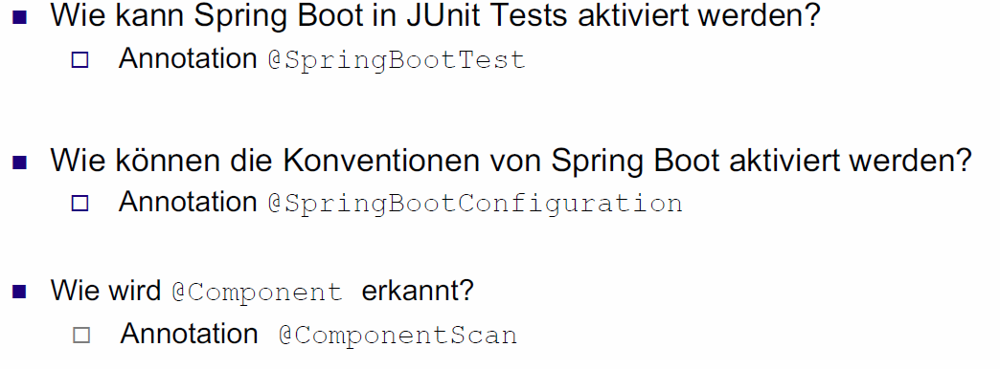 Wie kann Spring Boot in JUnit Tests aktiviert werden?
Annotation @SpringBootTest
Wie können die Konventionen von Spring Boot aktiviert werden?
Annotation @SpringBootConfiguration
Wie wird @Component erkannt?
Annotation @ComponentScan